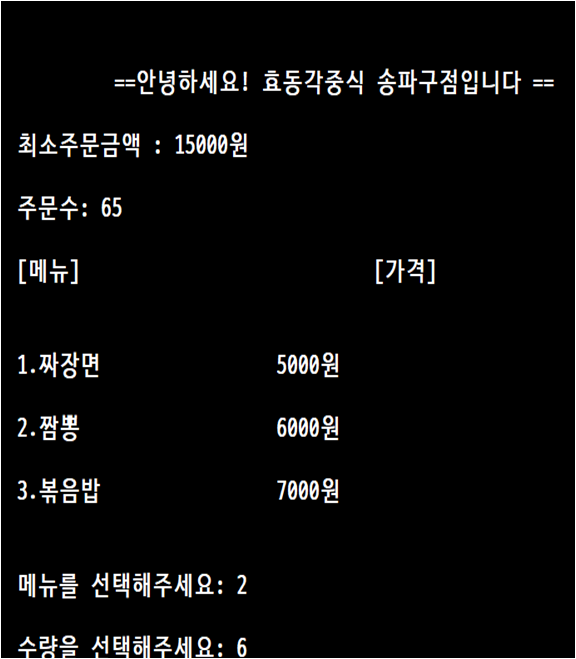 ==안녕하세요! 효동각중식 송파구점입니다 ==
최소주문금액 : 15000원
주문수: 65
[메뉴] [가격]
1.짜장면 5000원
2.짬뽕 6000원
3.볶음밥 7000원
메뉴를 선택해주세요: 2
수량을 선택해주세요: 6